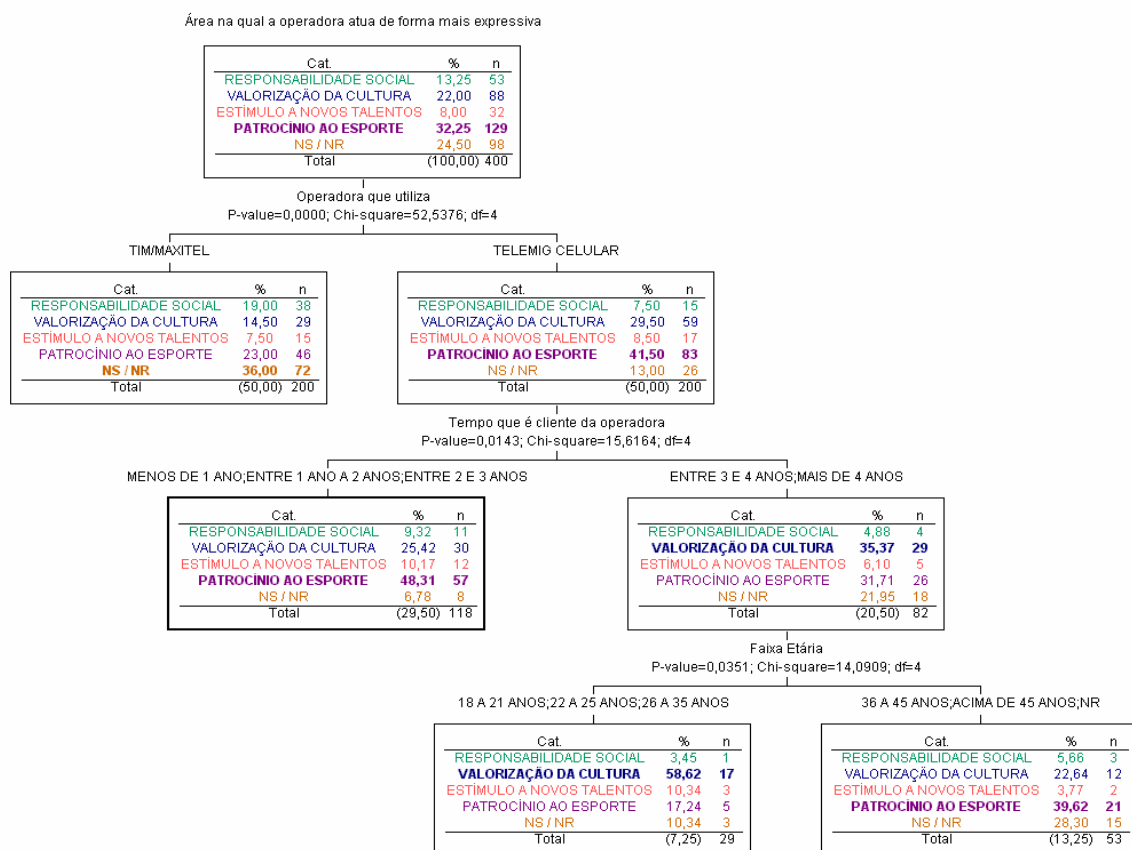 Área na qual a operadora atua de forma mais expressiva
Cat. % n
RESPONSABILIDADE SOCIAL 13,25 53
VALORIZAÇÃO DA CULTURA 22,00 88
ESTÍMULO A NOVOS TALENTOS 8,00 32
PATROCÍNIO AO ESPORTE 32,25 129
NS / NR 24,50 98
Total (100,00) 400
Operadora que utiliza
P-value=0,0000; Chi-square=52,5376; df=4
TIM/MAXITEL
Cat. % n
RESPONSABILIDADE SOCIAL 19,00 38
VALORIZAÇÃO DA CULTURA 14,50 29
ESTÍMULO A NOVOS TALENTOS 7,50 15
PATROCÍNIO AO ESPORTE 23,00 46
NS / NR 36,00 72
Total (50,00) 200
TELEMIG CELULAR
Cat. % n
RESPONSABILIDADE SOCIAL 7,50 15
VALORIZAÇÃO DA CULTURA 29,50 59
ESTÍMULO A NOVOS TALENTOS 8,50 17
PATROCÍNIO AO ESPORTE 41,50 83
NS / NR 13,00 26
Total (50,00) 200
Tempo que é cliente da operadora
P-value=0,0143; Chi-square=15,6164; df=4
MENOS DE 1 ANO;ENTRE 1 ANO A 2 ANOS;ENTRE 2 E 3 ANOS
Cat. % n
RESPONSABILIDADE SOCIAL 9,32 11
VALORIZAÇÃO DA CULTURA 25,42 30
ESTÍMULO A NOVOS TALENTOS 10,17 12
PATROCÍNIO AO ESPORTE 48,31 57
NS / NR 6,78 8
Total (29,50) 118
ENTRE 3 E 4 ANOS;MAIS DE 4 ANOS
Cat. % n
RESPONSABILIDADE SOCIAL 4,88 4
VALORIZAÇÃO DA CULTURA 35,37 29
ESTÍMULO A NOVOS TALENTOS 6,10 5
PATROCÍNIO AO ESPORTE 31,71 26
NS / NR 21,95 18
Total (20,50) 82
Faixa Etária
P-value=0,0351; Chi-square=14,0909; df=4
18 A 21 ANOS;22 A 25 ANOS;26 A 35 ANOS
Cat. % n
RESPONSABILIDADE SOCIAL 3,45 1
VALORIZAÇÃO DA CULTURA 58,62 17
ESTÍMULO A NOVOS TALENTOS 10,34 3
PATROCÍNIO AO ESPORTE 17,24 5
NS / NR 10,34 3
Total (7,25) 29
36 A 45 ANOS;ACIMA DE 45 ANOS;NR
Cat. % n
RESPONSABILIDADE SOCIAL 5,66 3
VALORIZAÇÃO DA CULTURA 22,64 12
ESTÍMULO A NOVOS TALENTOS 3,77 2
PATROCÍNIO AO ESPORTE 39,62 21
NS / NR 28,30 15
Total (13,25) 53